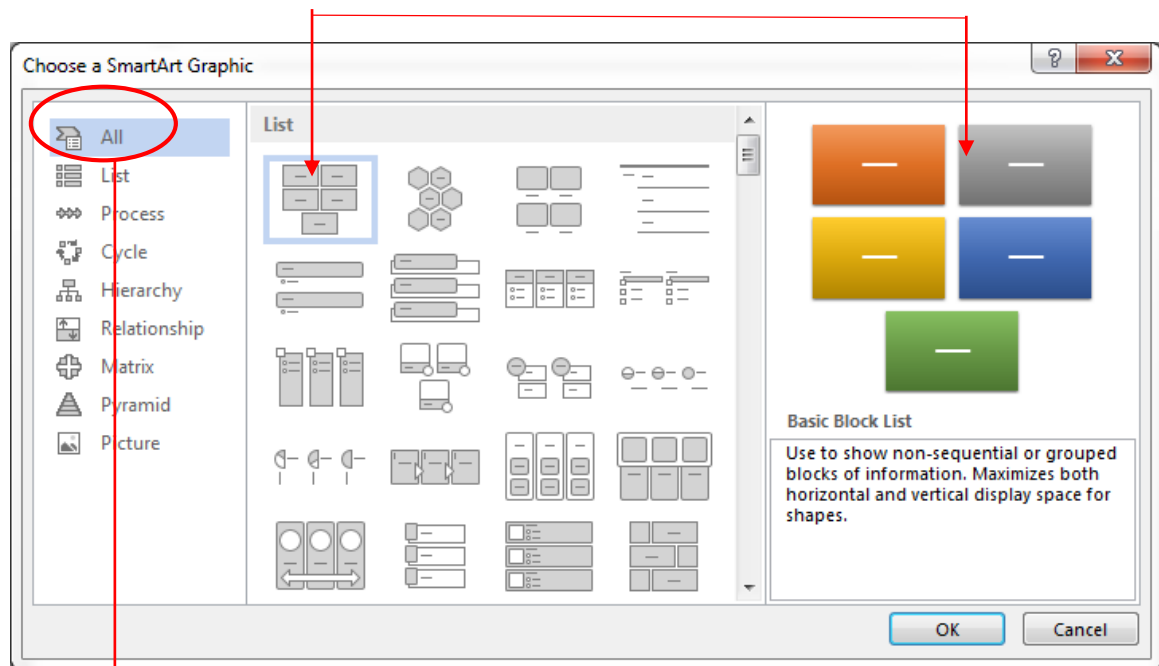 Choose a SmartArt Graphic
All
List
Process
Cycle
Hierarchy
Relationship
Matrix
Pyramid
Picture
List
Basic Block List
Use to show non-sequential or grouped
blocks of information. Maximizes both
horizontal and vertical display space for
shapes.
OK
Cancel